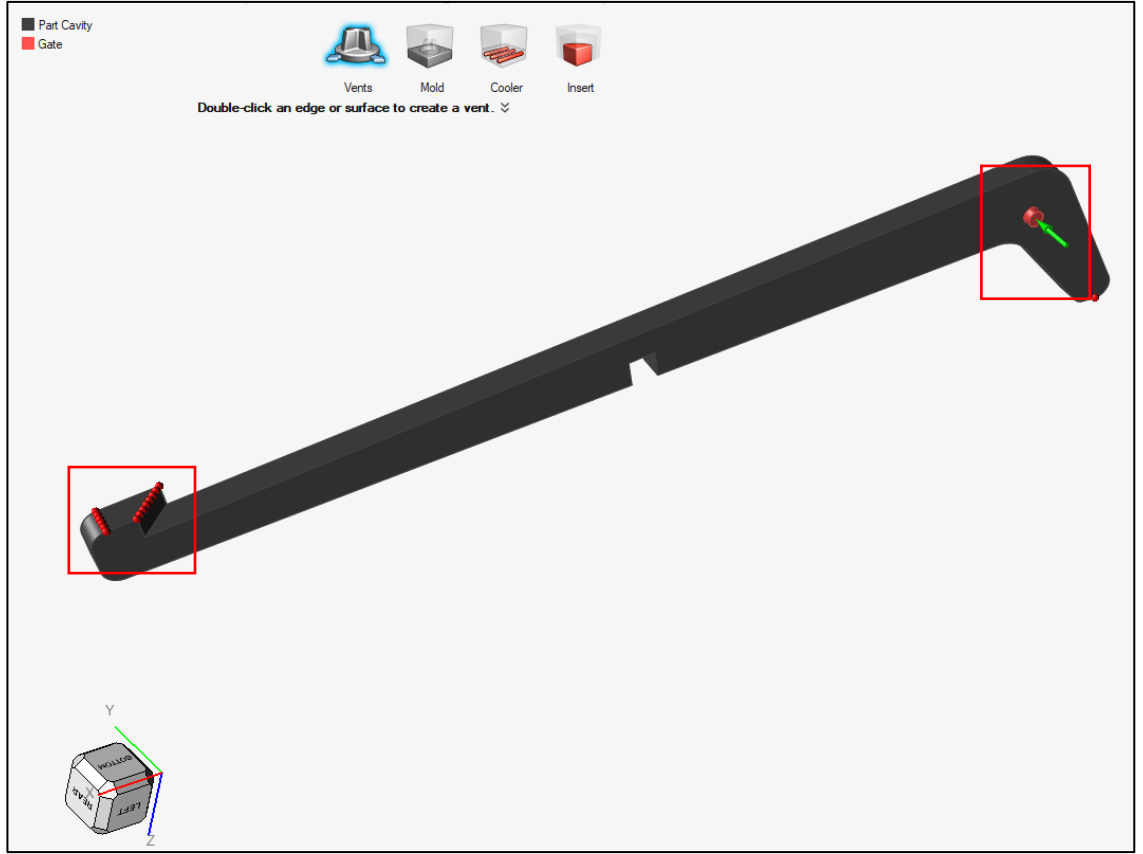 Part Cavity
Gate
Vents Mold Cooler Insert
Double-click an edge or surface to create a vent.
Y
BOTTOM
X
REAR
LEFT
Z